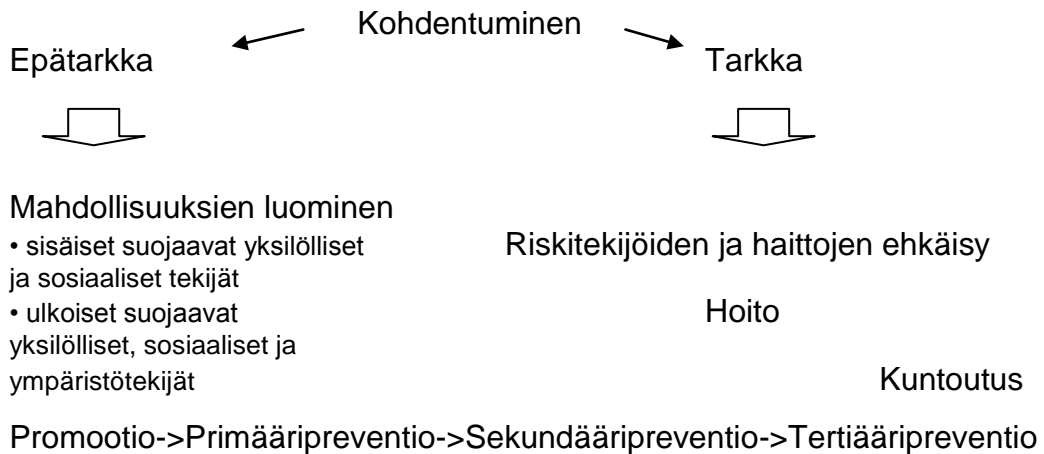 Kohdentuminen
Epätarkka
Tarkka
Mahdollisuuksien luominen
• sisäiset suojaavat yksilölliset
ja sosiaaliset tekijät
• ulkoiset suojaavat
yksilölliset, sosiaaliset ja
ympäristötekijät
Riskitekijöiden ja haittojen ehkäisy
Hoito
Kuntoutus
Promootio->Primääripreventio->Sekundääripreventio->Tertiääripreventio